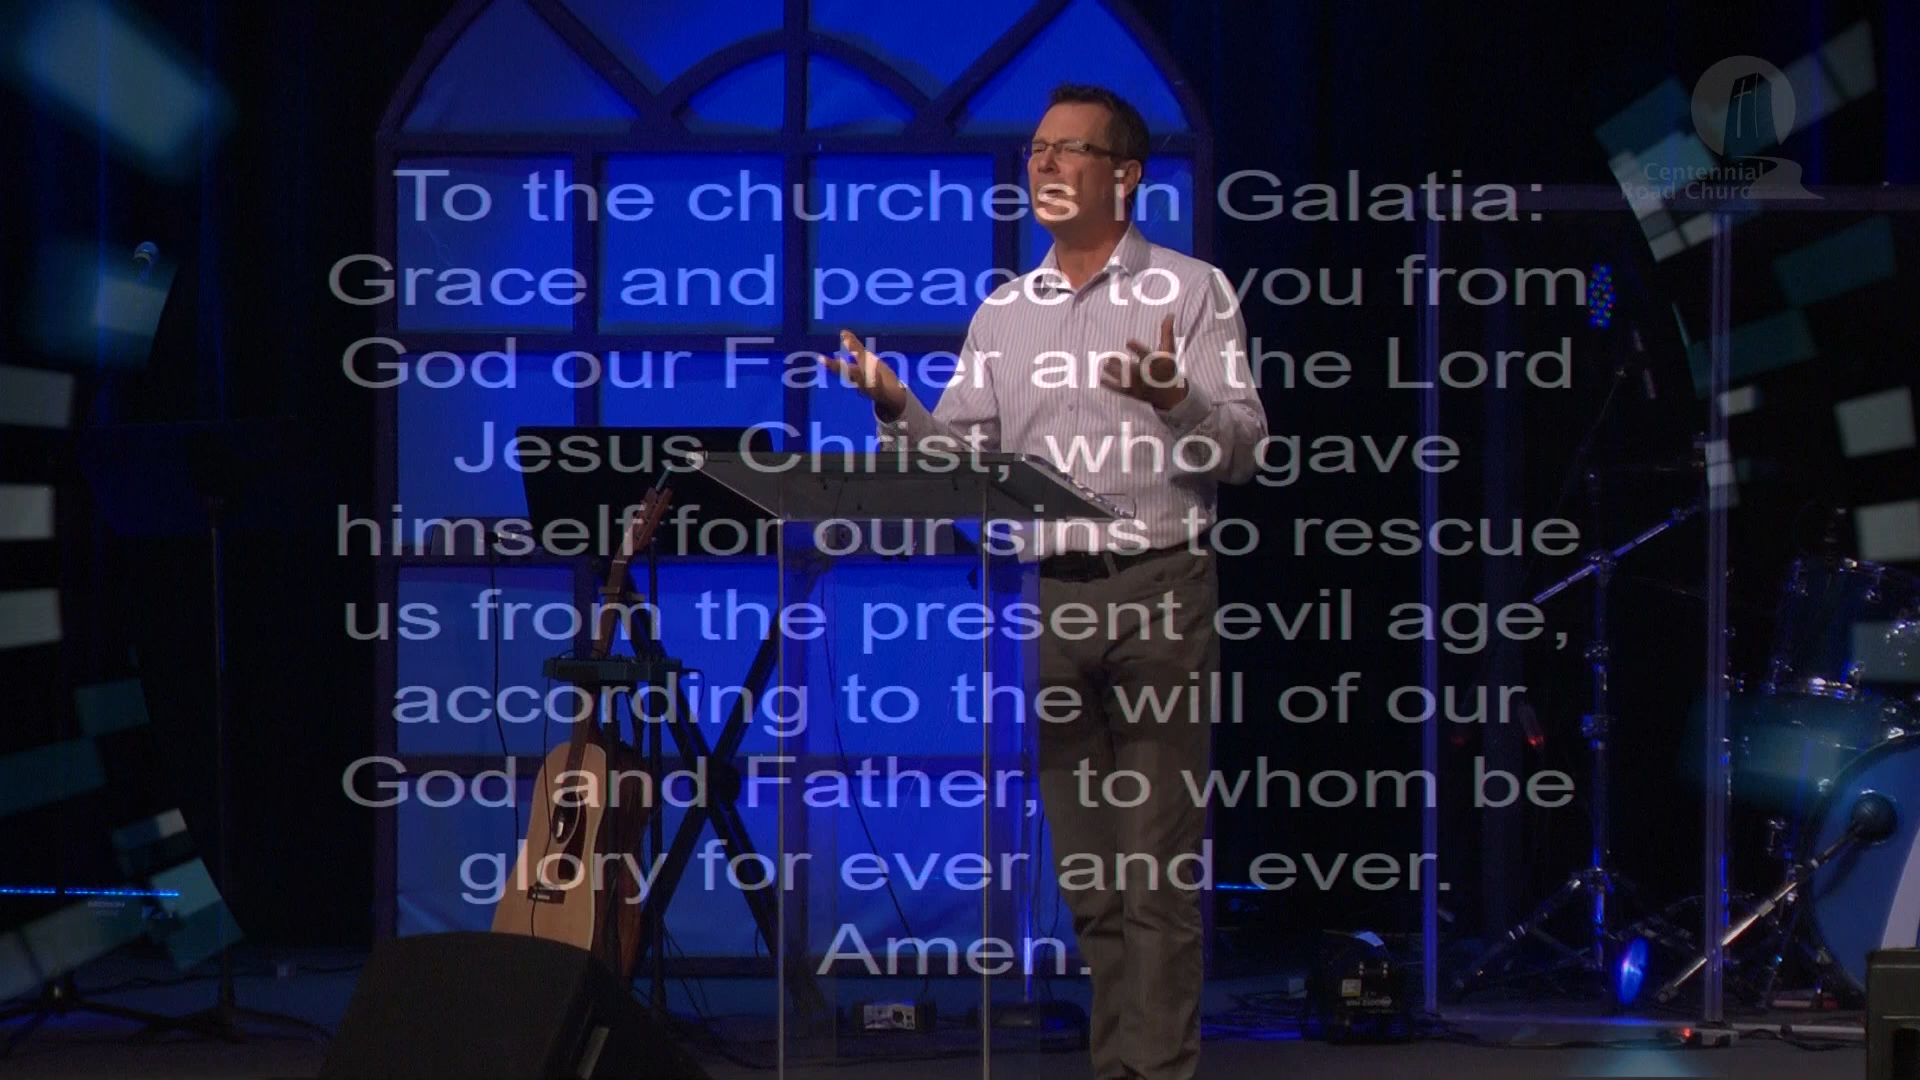 Centennial
Road Church
To the churches in Galatia:
Grace and peace to you from
God our Father and the Lord
Jesus Christ, who gave
himself for our sins to rescue
us from the present evil age,
according to the will of our
God and Father, to whom be
glory for ever and ever.
Amen.